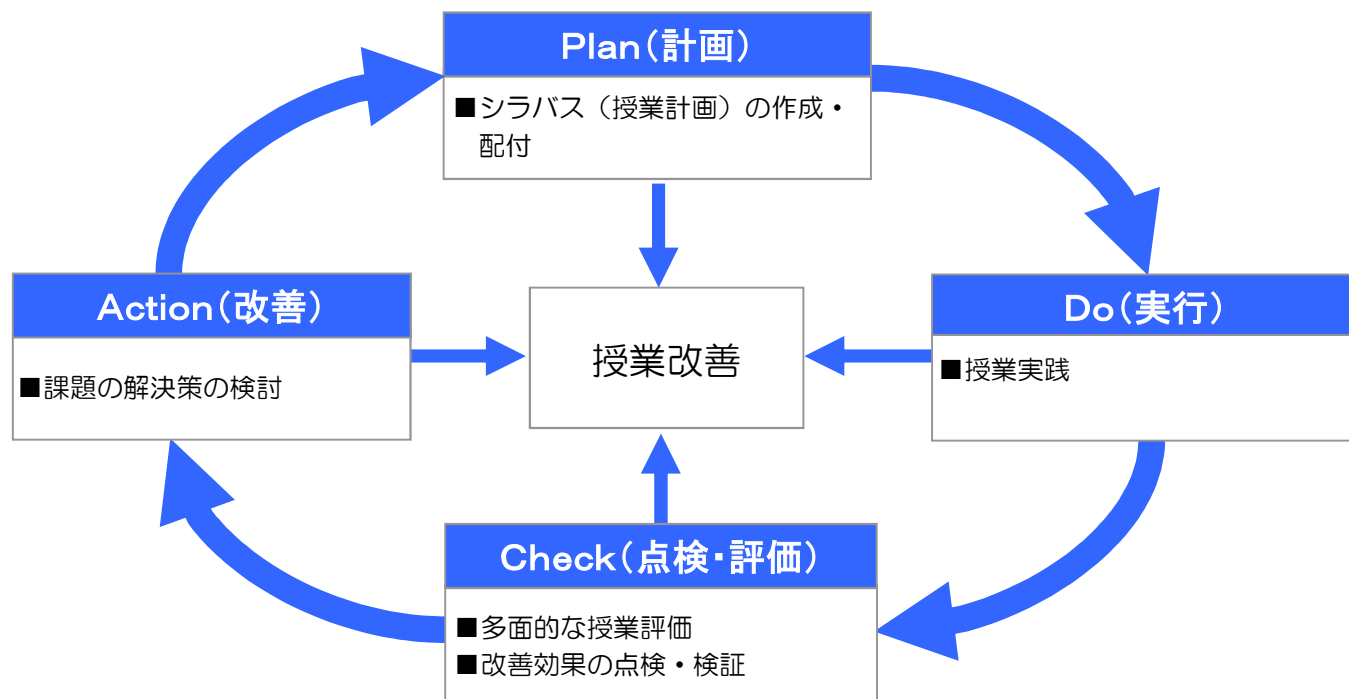 Plan(計画)
■シラバス（授業計画）の作成・
配付
Action(改善)
■課題の解決策の検討
授業改善
Do(実行)
■授業実践
Check(点検・評価)
■多面的な授業評価
■改善効果の点検・検証